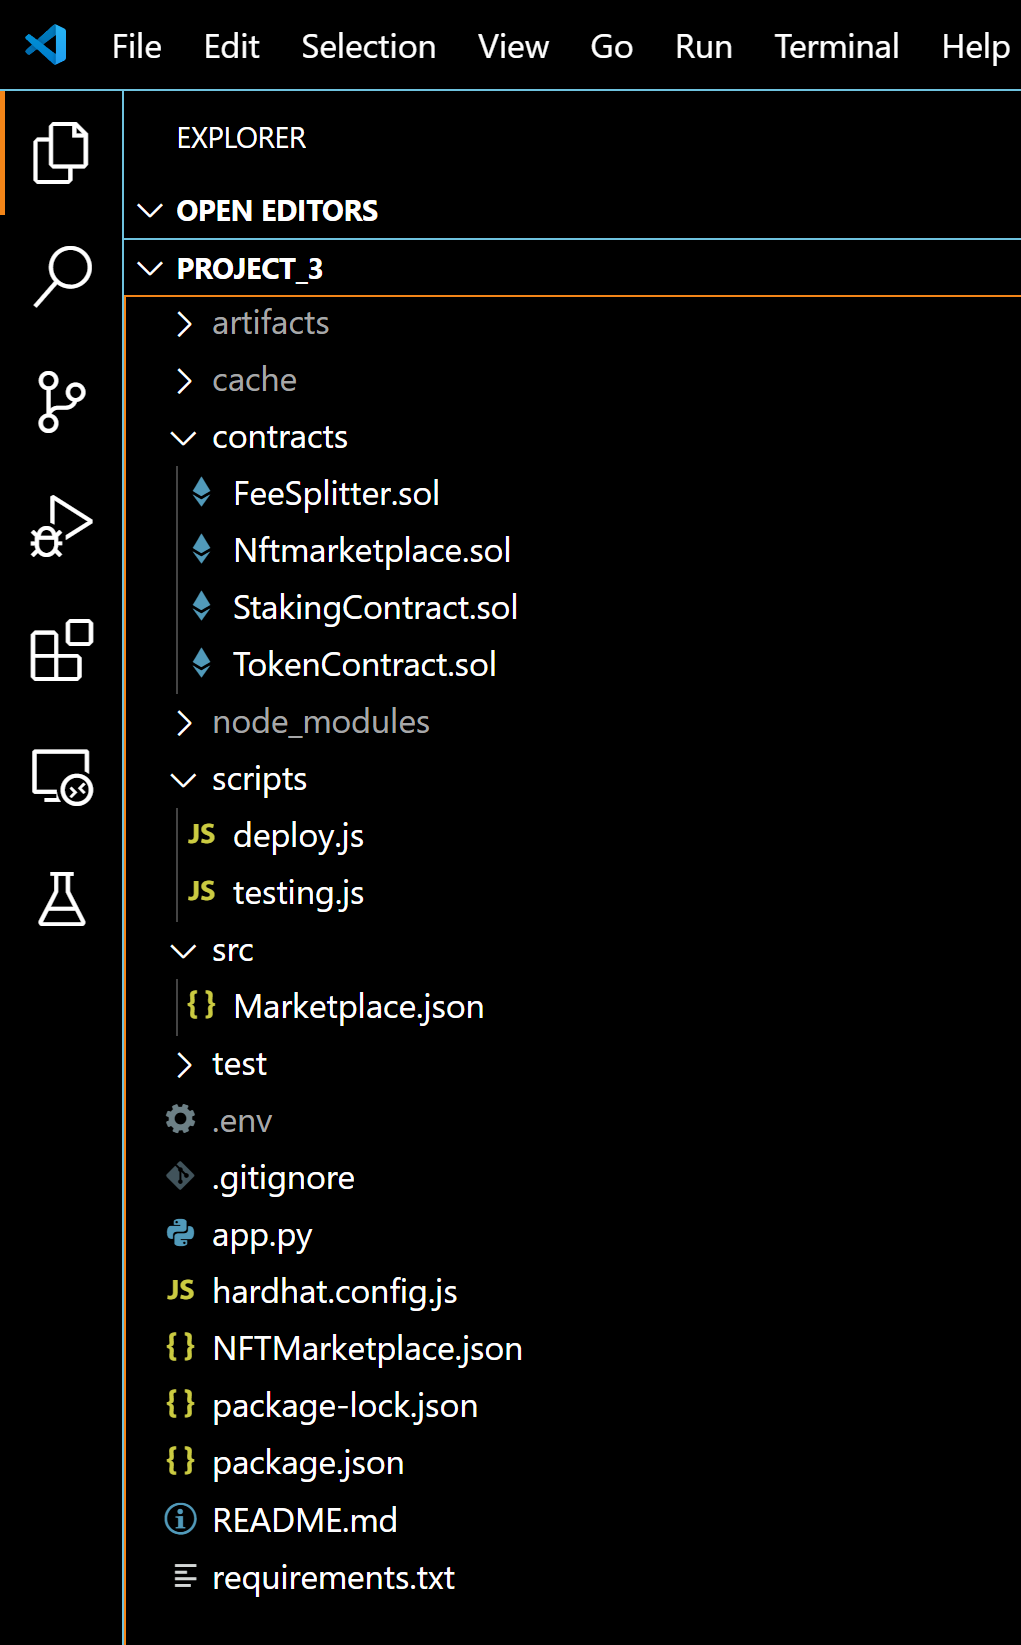 File Edit Selection View Go Run Terminal Help
EXPLORER
OPEN EDITORS
PROJECT_3
artifacts
cache
contracts
FeeSplitter.sol
Nftmarketplace.sol
StakingContract.sol
TokenContract.sol
node_modules
scripts
JS deploy.js
JS testing.js
src
{} Marketplace.json
test
.env
.gitignore
app.py
JS hardhat.config.js
{} NFTMarketplace.json
{} package-lock.json
{} package.json
README.md
requirements.txt